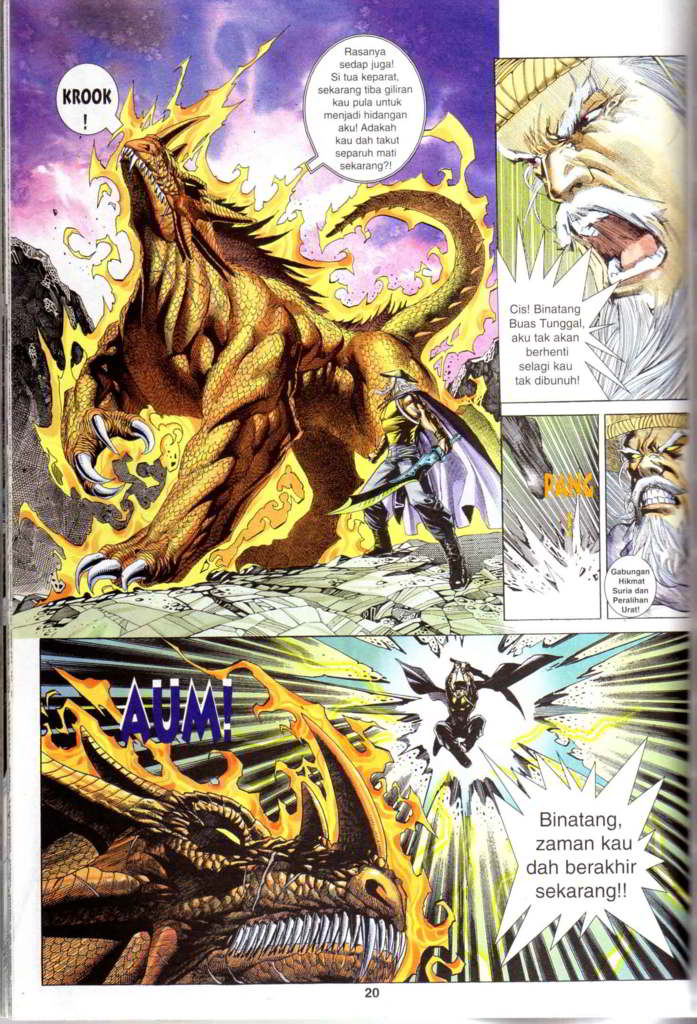 KROOK
!
Rasanya
sedap juga!
Si tua keparat,
sekarang tiba giliran
kau pula untuk
menjadi hidangan
aku! Adakah
kau dah takut
separuh mati
sekarang?!
Cis! Binatang
Buas Tunggal,
aku tak akan
berhenti
selagi kau
tak dibunuh!
PANG
!
Gabungan
Hikmat
Suria dan
Peralihan
Urat!
AUM!
Binatang,
zaman kau
dah berakhir
sekarang!!
20